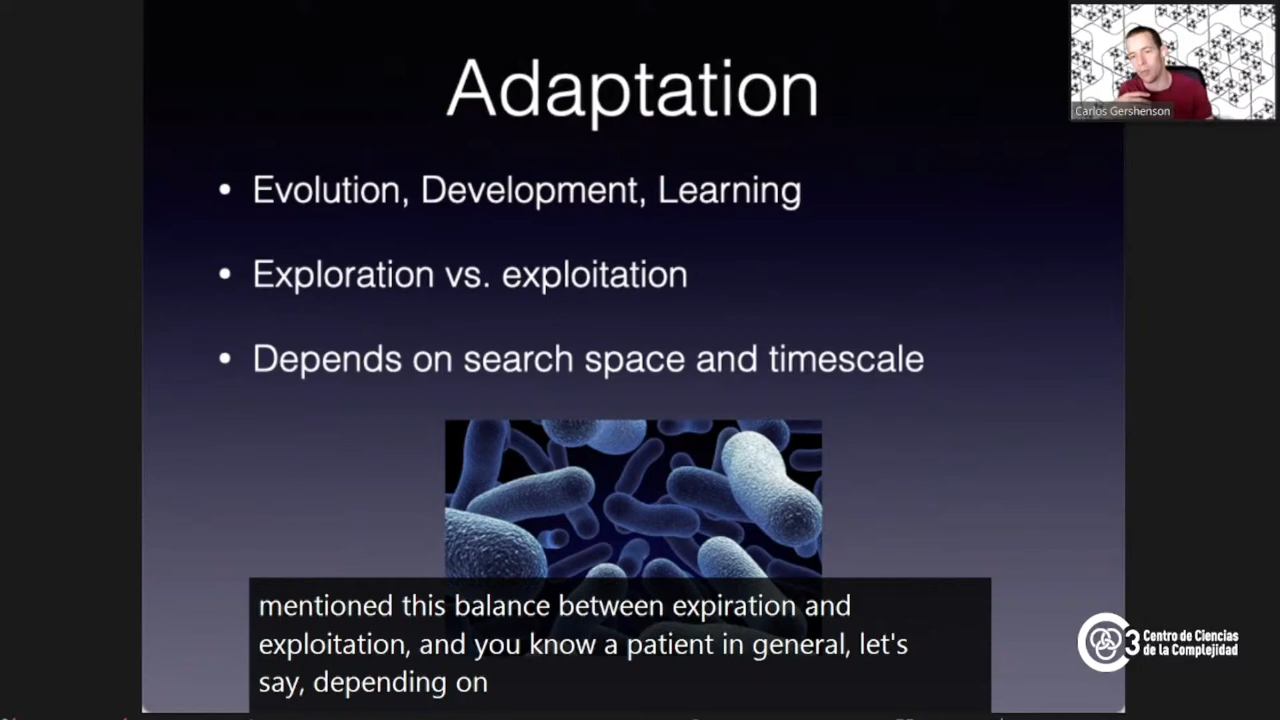 Adaptation
Carlos Gershenson
• Evolution, Development, Learning
• Exploration vs. exploitation
• Depends on search space and timescale
mentioned this balance between expiration and
exploitation, and you know a patient in general, let's
say, depending on
C3 Centro de Ciencias
de la Complejidad